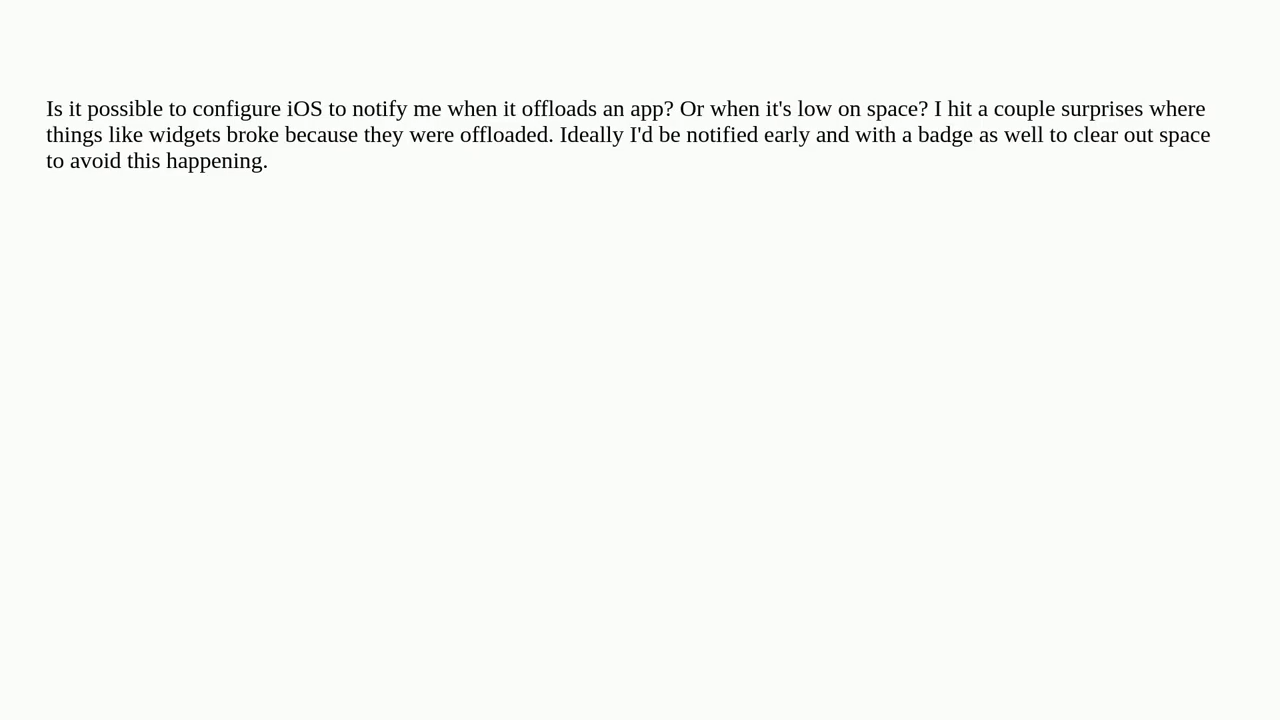 Is it possible to configure iOS to notify me when it offloads an app? Or when it's low on space? I hit a couple surprises where
things like widgets broke because they were offloaded. Ideally I'd be notified early and with a badge as well to clear out space
to avoid this happening.